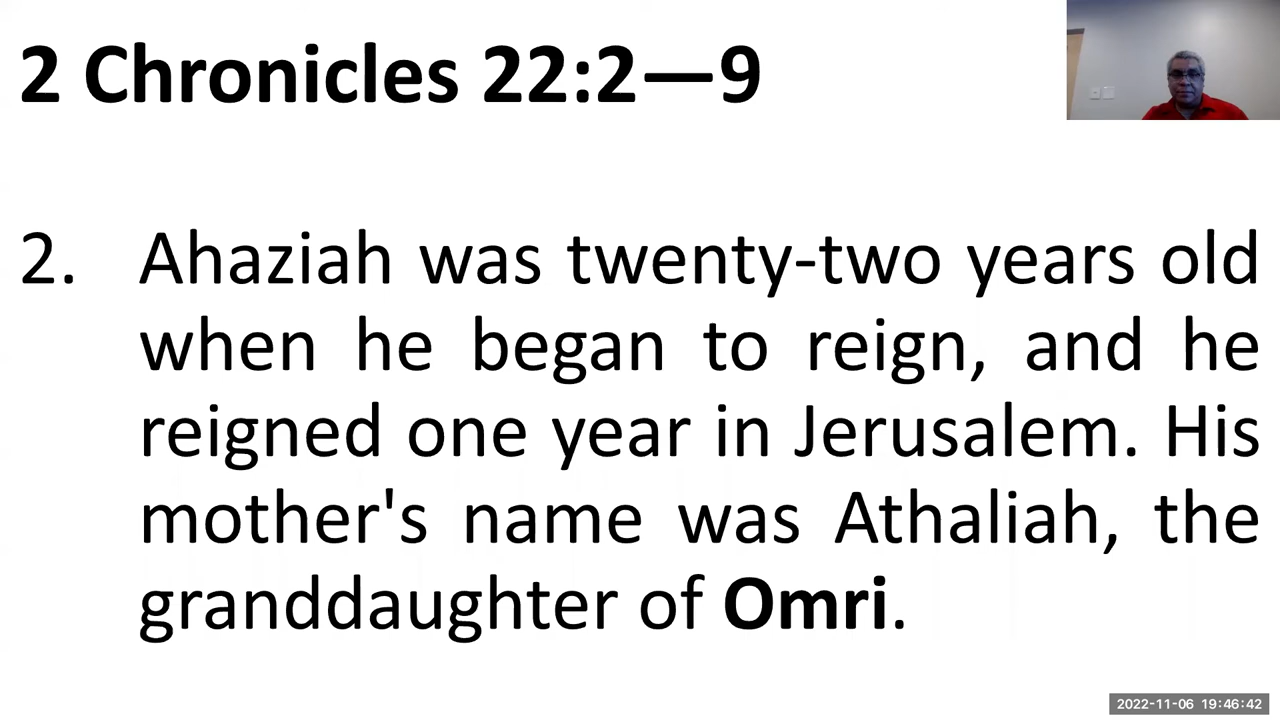 2 Chronicles 22:2—9
2. Ahaziah was twenty-two years old
when he began to reign, and he
reigned one year in Jerusalem. His
mother's name was Athaliah, the
granddaughter of Omri.
2022-11-06 19:46:42